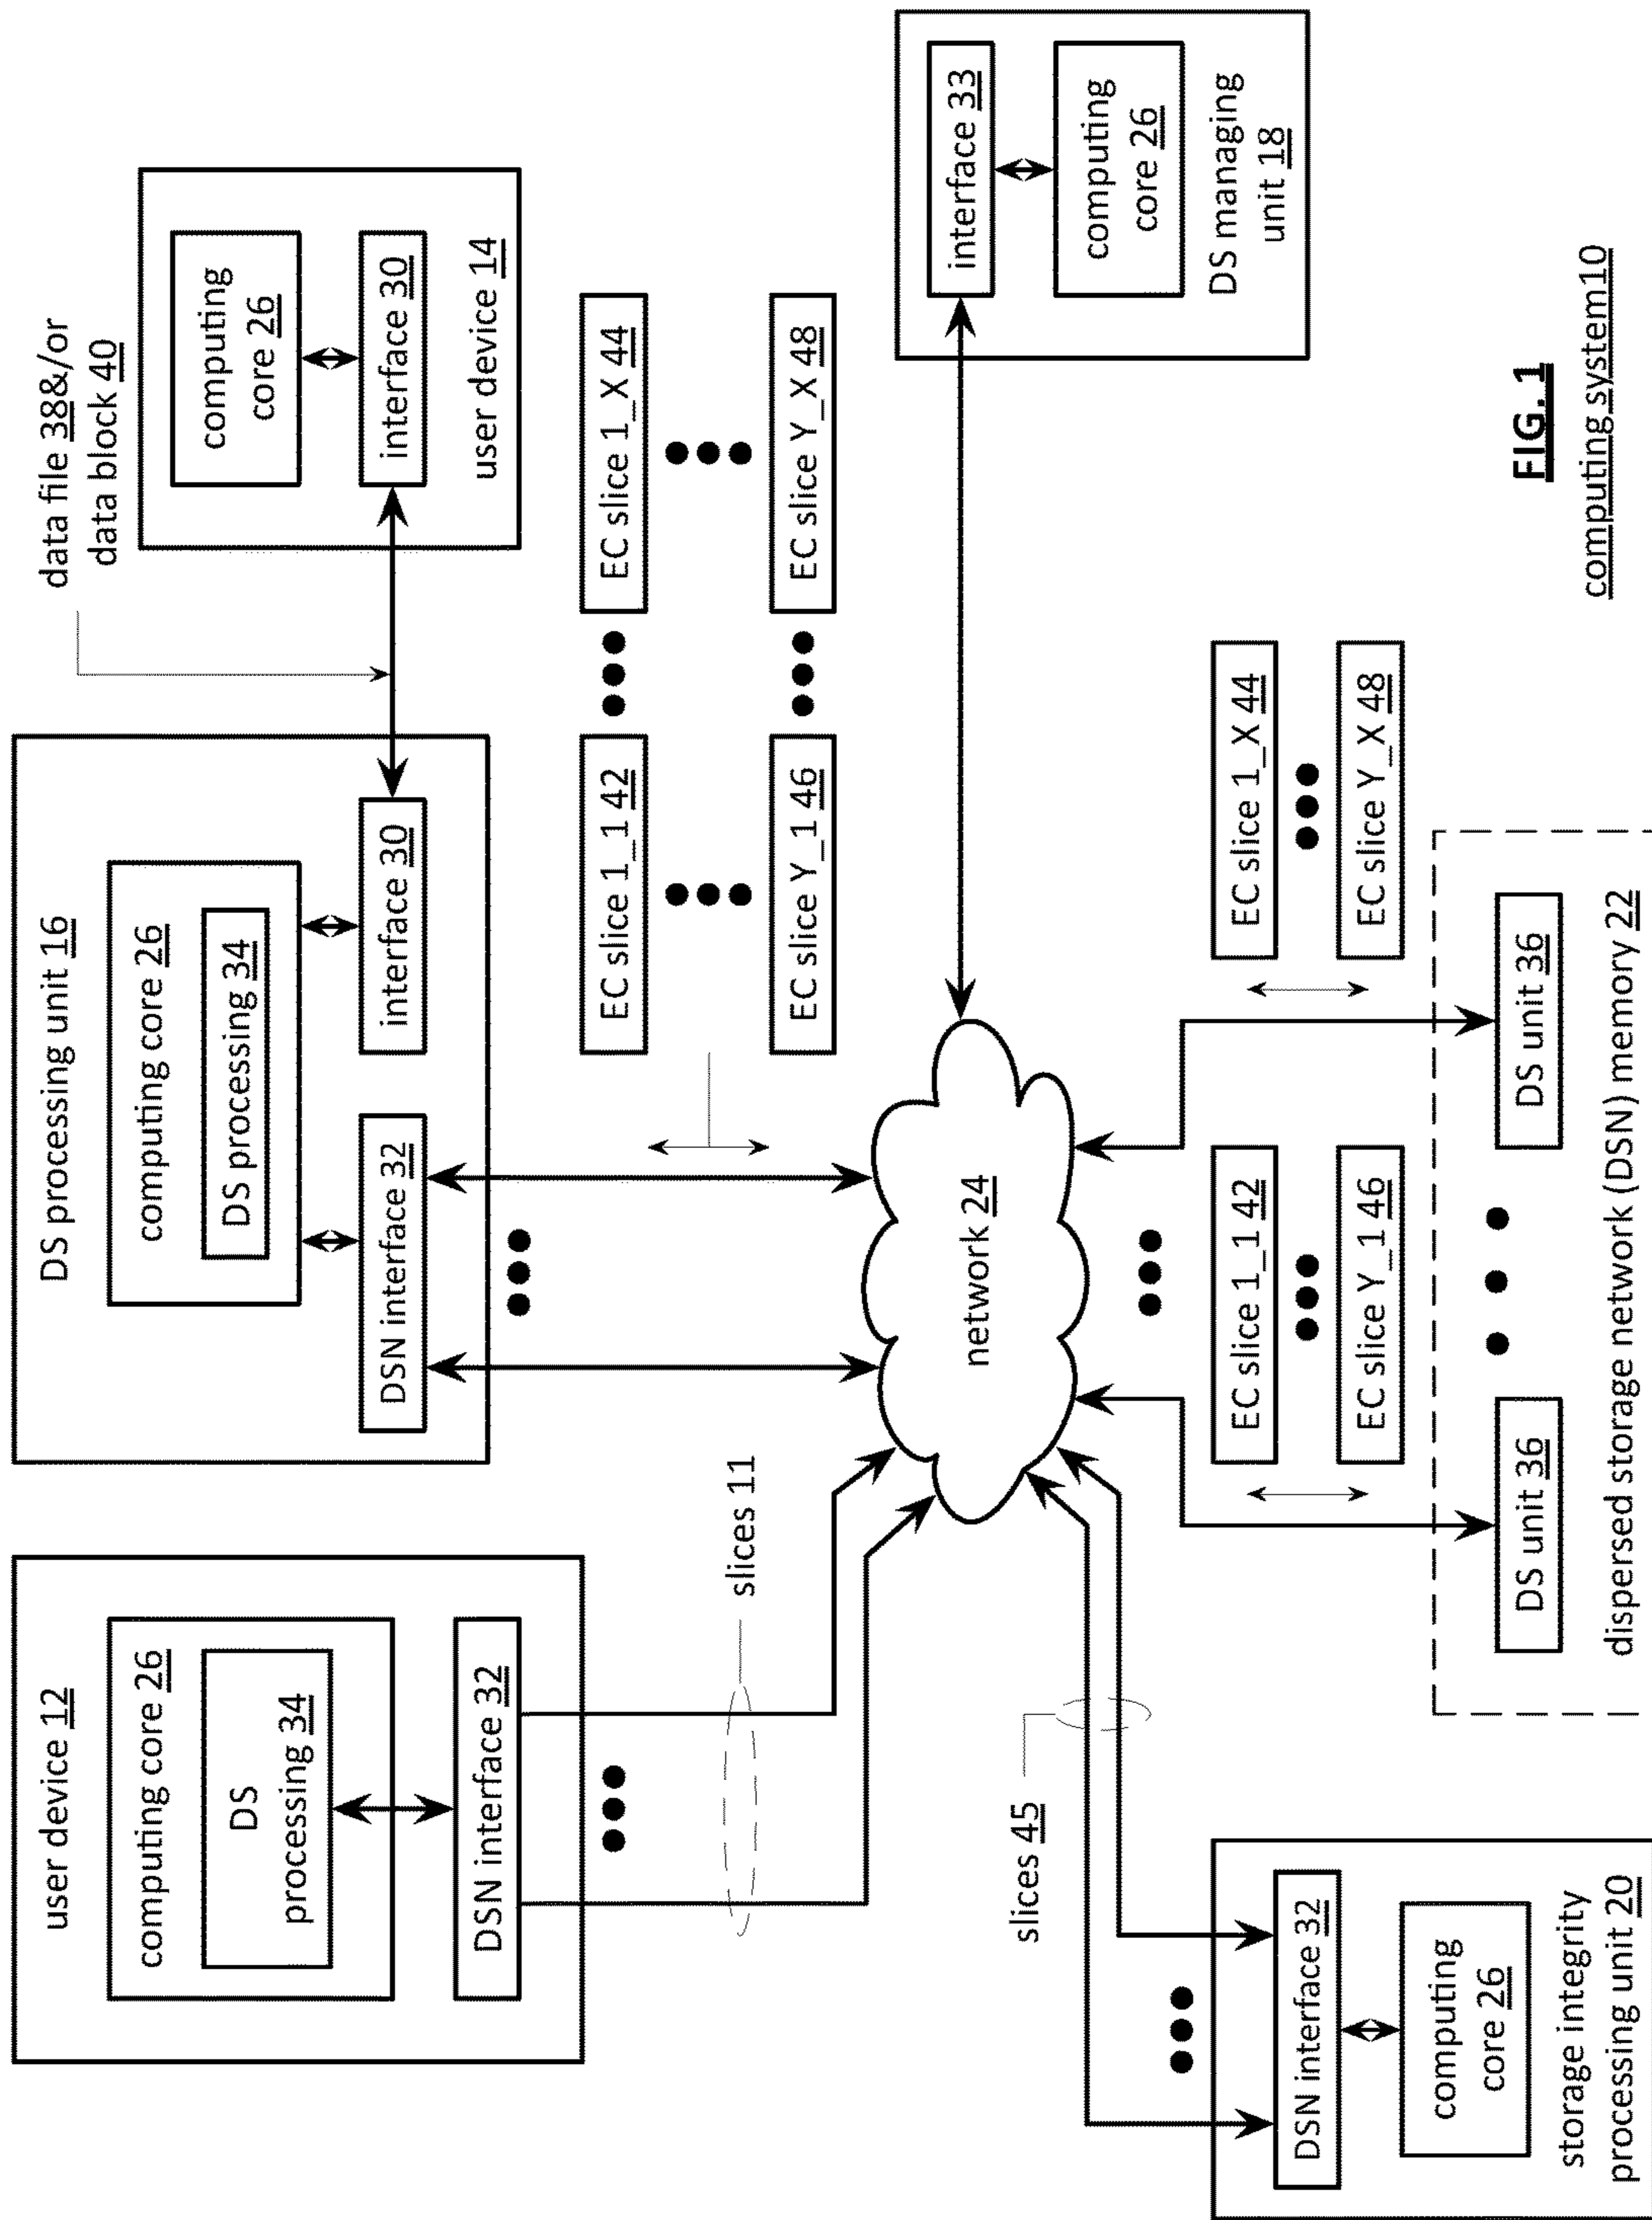 user device 12
computing core 26
DS
processing 34
DSN interface 32
slices 11
DS processing unit 16
computing core 26
DS processing 34
DSN interface 32
interface 30
data file 38&/or
data block 40
computing
core 26
interface 30
user device 14
EC slice 1_1 42
EC slice 1_X 44
EC slice Y_1 46
EC slice Y_X 48
network 24
interface 33
computing
core 26
DS managing
unit 18
slices 45
DSN interface 32
computing
core 26
storage integrity
processing unit 20
EC slice 1_1 42
EC slice Y_1 46
EC slice 1_X 44
EC slice Y_X 48
DS unit 36
DS unit 36
dispersed storage network (DSN) memory 22
FIG. 1
computing system10